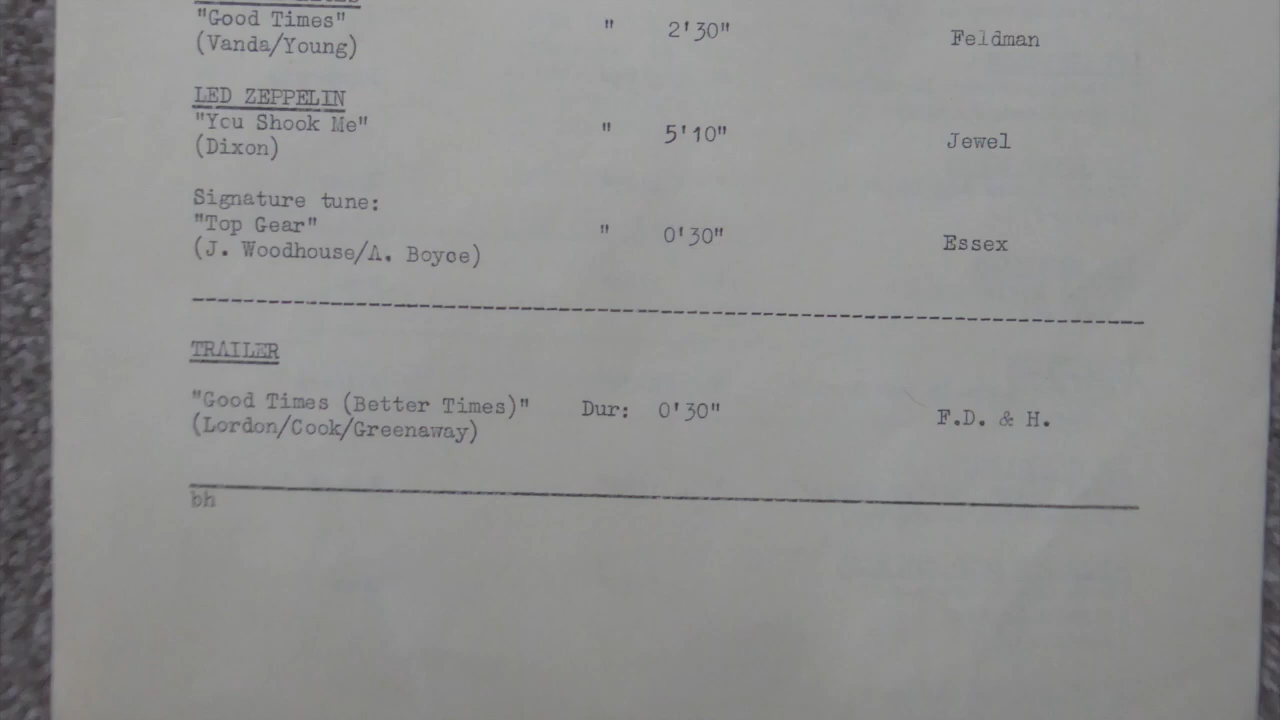 "Good Times" " 2'30" Feldman
(Vanda/Young)
LED ZEPPELIN
"You Shook Me" " 5'10" Jewel
(Dixon)
Signature tune:
"Top Gear" " 0'30" Essex
(J. Woodhouse/A. Boyce)
TRAILER
"Good Times (Better Times)" Dur: 0'30" F.D. & H.
(Lordon/Cook/Greenaway)
bh